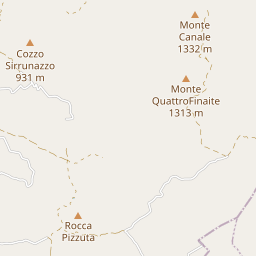 Monte
Canale
1332 m
Cozzo
Sirrunazzo
931 m
Monte
QuattroFinaite
1313 m
Rocca
Pizzuta